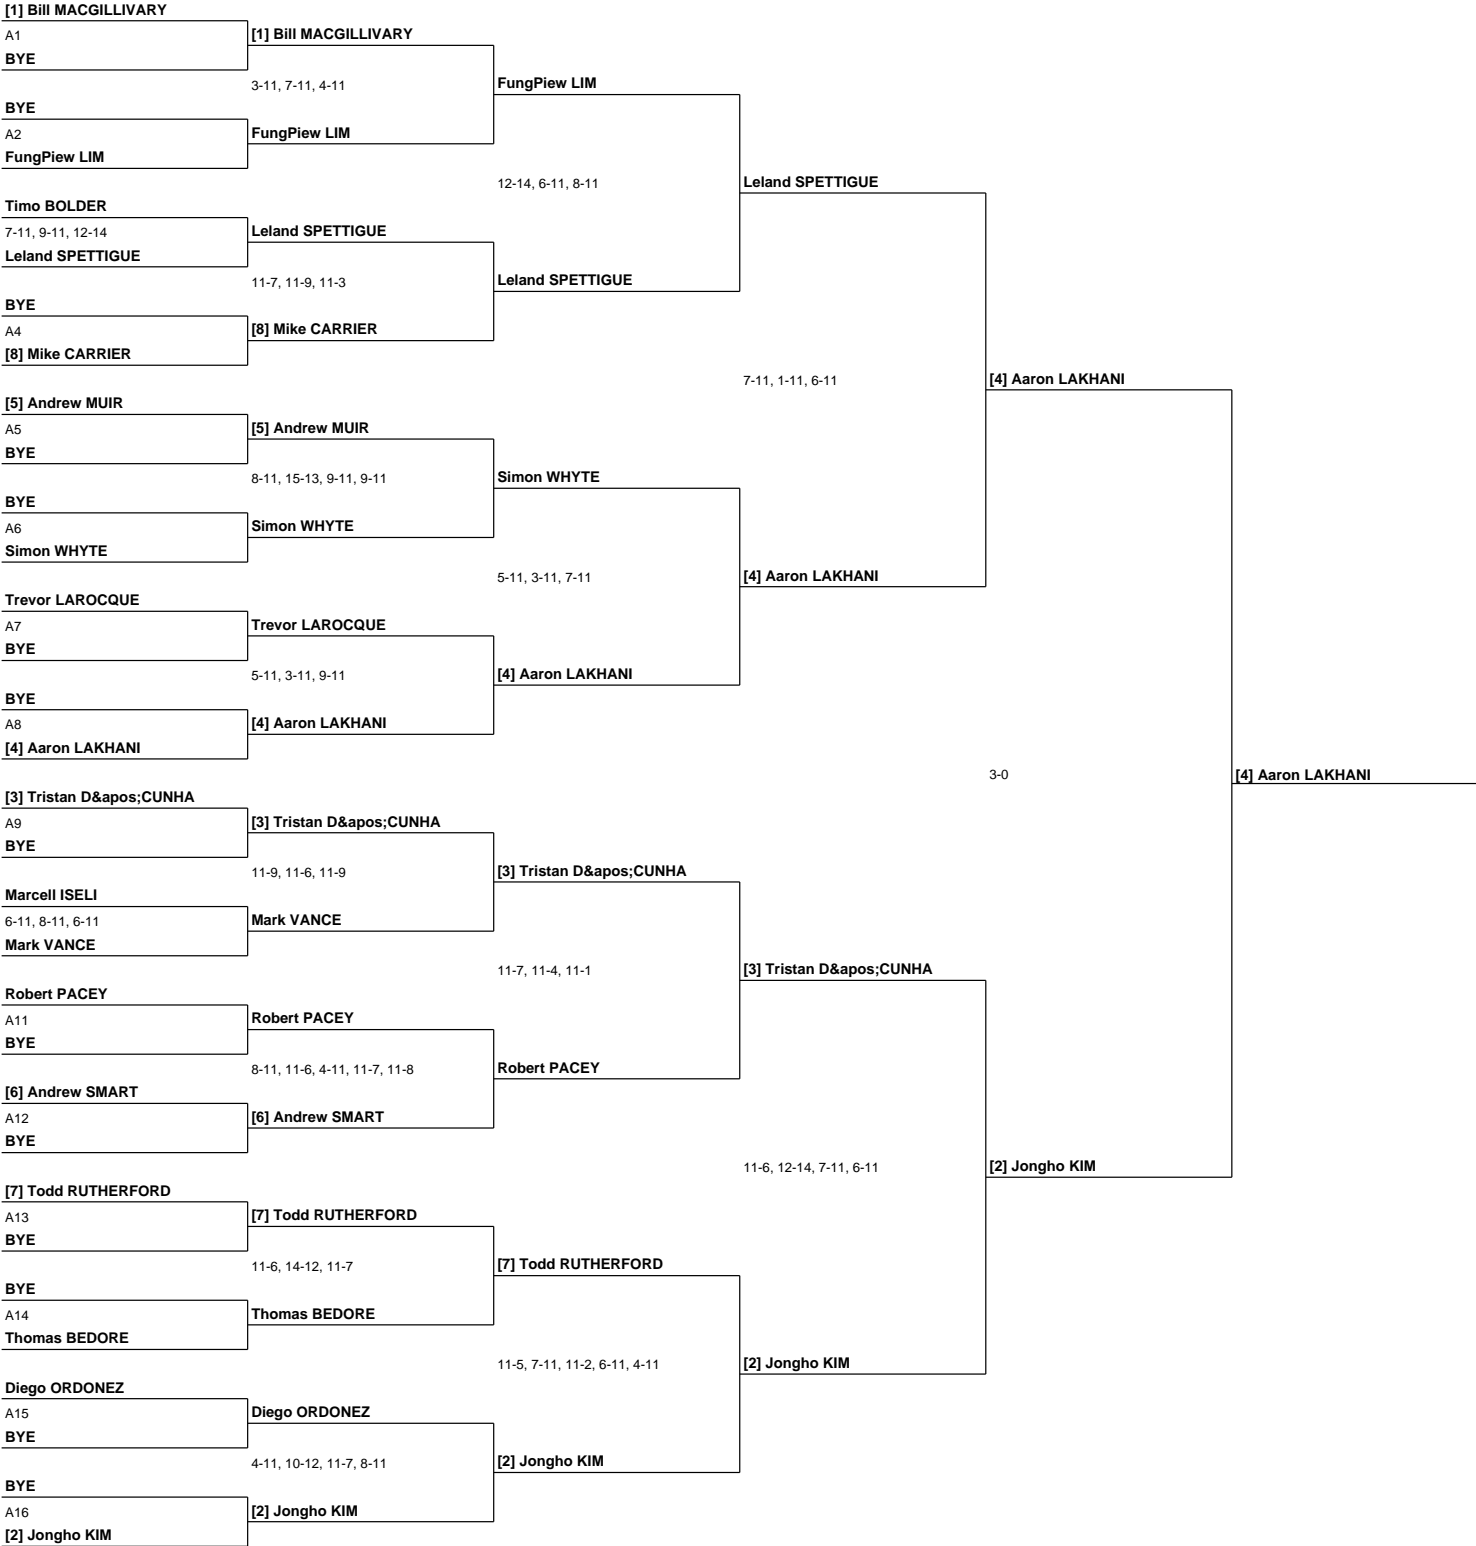 [1] Bill MACGILLIVARY
A1
BYE
BYE
A2
FungPiew LIM
Timo BOLDER
7-11, 9-11, 12-14
Leland SPETTIGUE
BYE
A4
[8] Mike CARRIER
[5] Andrew MUIR
A5
BYE
BYE
A6
Simon WHYTE
Trevor LAROCQUE
A7
BYE
BYE
A8
[4] Aaron LAKHANI
[3] Tristan D&apos;CUNHA
A9
BYE
Marcell ISELI
6-11, 8-11, 6-11
Mark VANCE
Robert PACEY
A11
BYE
[6] Andrew SMART
A12
BYE
[7] Todd RUTHERFORD
A13
BYE
BYE
A14
Thomas BEDORE
Diego ORDONEZ
A15
BYE
BYE
A16
[2] Jongho KIM
[1] Bill MACGILLIVARY
3-11, 7-11, 4-11
FungPiew LIM
Leland SPETTIGUE
11-7, 11-9, 11-3
[8] Mike CARRIER
[5] Andrew MUIR
8-11, 15-13, 9-11, 9-11
Simon WHYTE
Trevor LAROCQUE
5-11, 3-11, 9-11
[4] Aaron LAKHANI
[3] Tristan D&apos;CUNHA
11-9, 11-6, 11-9
Mark VANCE
Robert PACEY
8-11, 11-6, 4-11, 11-7, 11-8
[6] Andrew SMART
[7] Todd RUTHERFORD
11-6, 14-12, 11-7
Thomas BEDORE
Diego ORDONEZ
4-11, 10-12, 11-7, 8-11
[2] Jongho KIM
FungPiew LIM
12-14, 6-11, 8-11
Leland SPETTIGUE
Simon WHYTE
5-11, 3-11, 7-11
[4] Aaron LAKHANI
[3] Tristan D&apos;CUNHA
11-7, 11-4, 11-1
Robert PACEY
[7] Todd RUTHERFORD
11-5, 7-11, 11-2, 6-11, 4-11
[2] Jongho KIM
Leland SPETTIGUE
7-11, 1-11, 6-11
[4] Aaron LAKHANI
[3] Tristan D&apos;CUNHA
11-6, 12-14, 7-11, 6-11
[2] Jongho KIM
[4] Aaron LAKHANI
3-0
[2] Jongho KIM
[4] Aaron LAKHANI